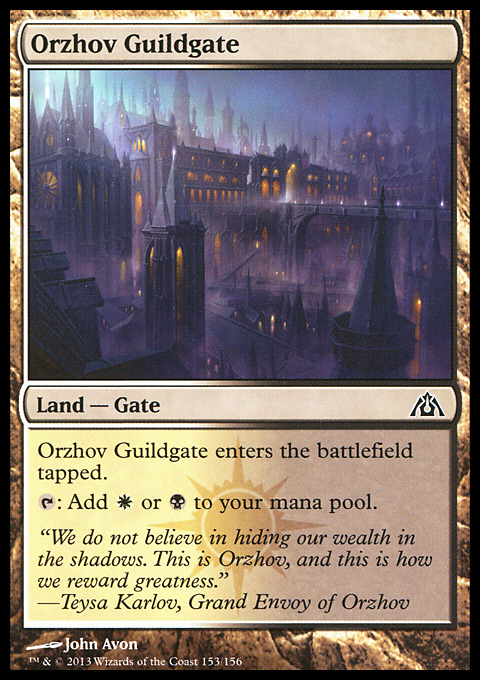 Orzhov Guildgate
Land — Gate
Orzhov Guildgate enters the battlefield
tapped.
: Add or to your mana pool.
“We do not believe in hiding our wealth in
the shadows. This is Orzhov, and this is how
we reward greatness.”
—Teysa Karlov, Grand Envoy of Orzhov
John Avon
™ & © 2013 Wizards of the Coast 153/156